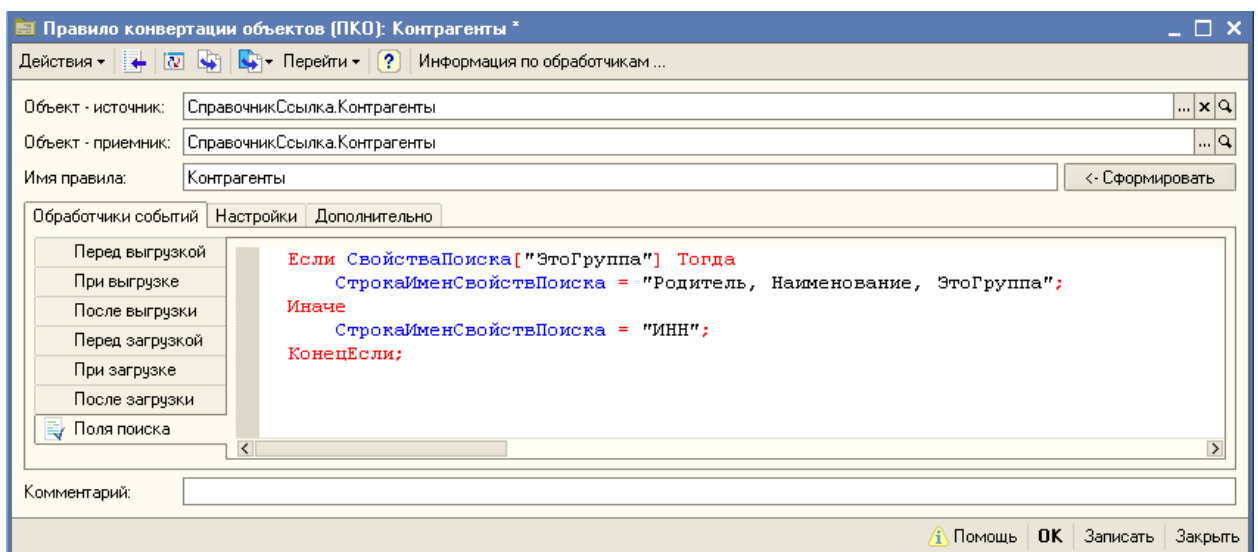 Правило конвертации объектов (ПКО): Контрагенты *
Действия Перейти ? Информация по обработчикам ...
Объект - источник: СправочникСсылка.Контрагенты ... x
Объект - приемник: СправочникСсылка.Контрагенты ...
Имя правила: Контрагенты <- Сформировать
Обработчики событий Настройки Дополнительно
Перед выгрузкой
При выгрузке
После выгрузки
Перед загрузкой
При загрузке
После загрузки
Поля поиска
Если СвойстваПоиска["ЭтоГруппа"] Тогда
СтрокаИменСвойствПоиска = "Родитель, Наименование, ЭтоГруппа";
Иначе
СтрокаИменСвойствПоиска = "ИНН";
КонецЕсли;
Комментарий:
Помощь OK Записать Закрыть